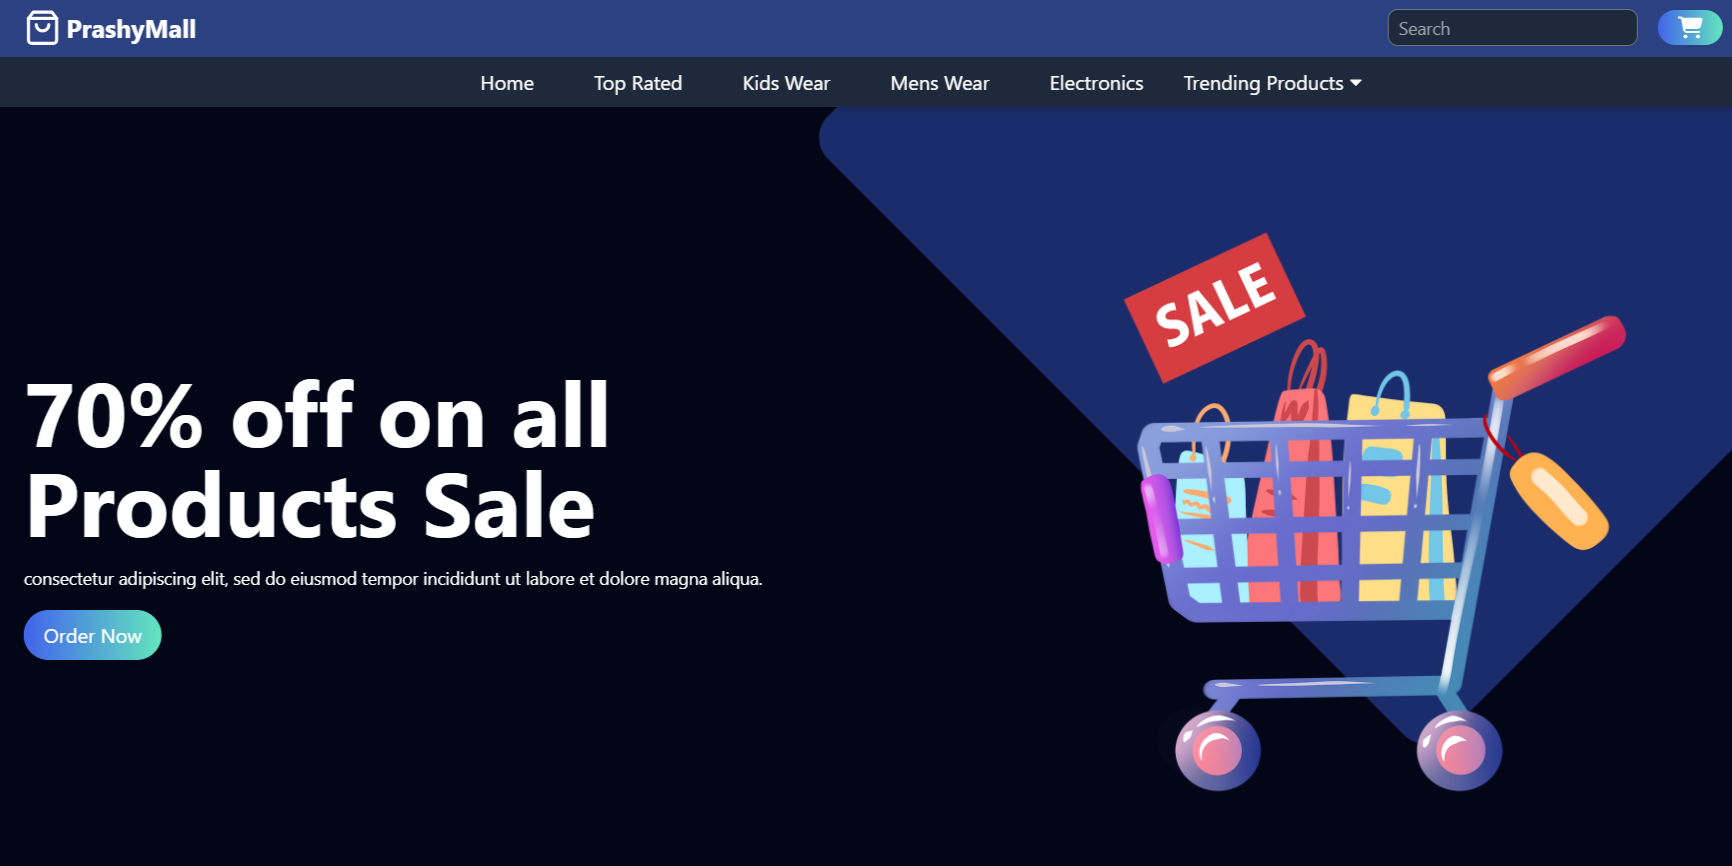 PrashyMall
Search
Home Top Rated Kids Wear Mens Wear Electronics Trending Products
SALE
70% off on all
Products Sale
consectetur adipiscing elit, sed do eiusmod tempor incididunt ut labore et dolore magna aliqua.
Order Now